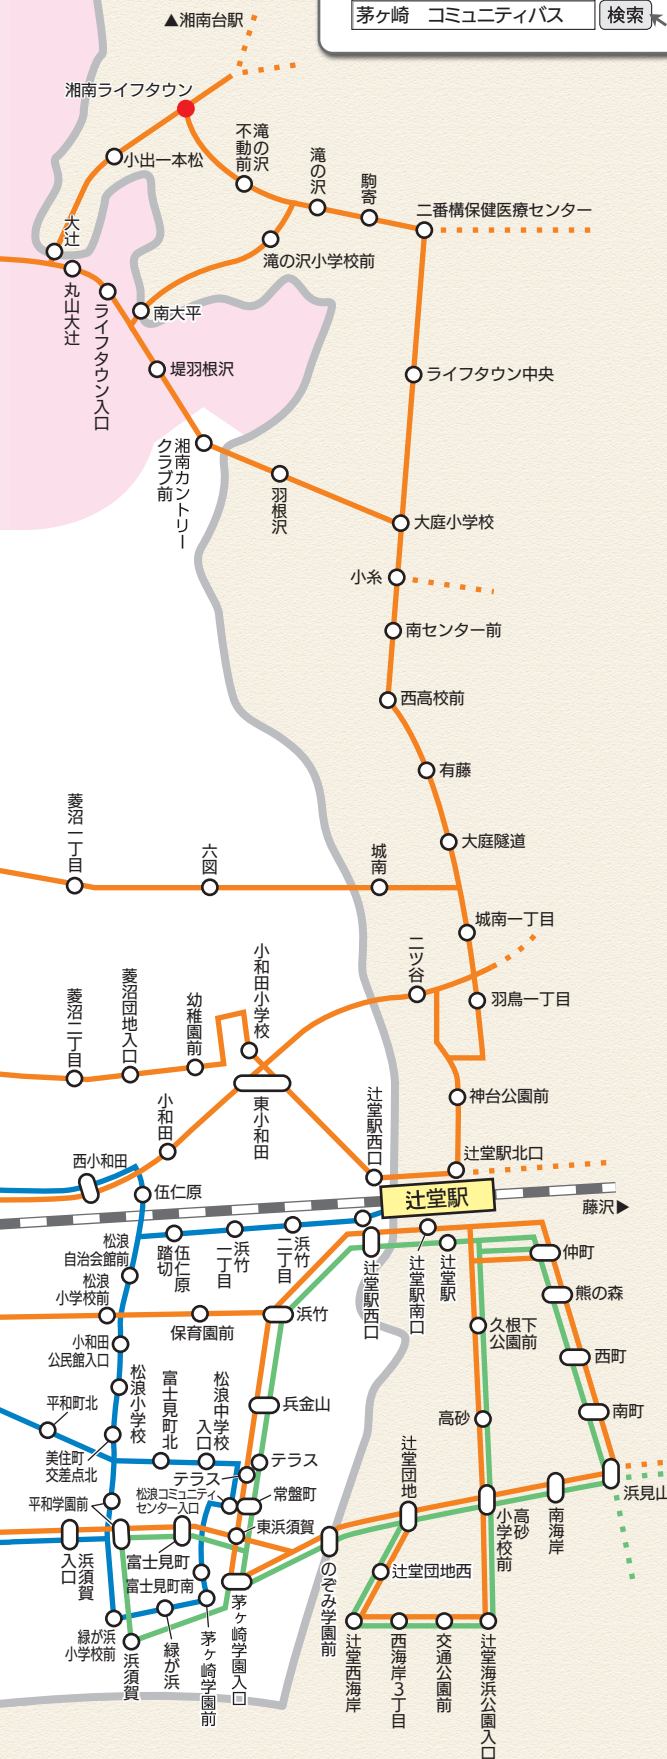 ▲湘南台駅
茅ヶ崎 コミュニティバス
検索
湘南ライフタウン
小出一本松
滝の沢
不動前
滝の沢
駒寄
二番構保健医療センター
大辻
滝の沢小学校前
丸山大辻
ライフタウン入口
南大平
堤羽根沢
ライフタウン中央
湘南カントリー
クラブ前
羽根沢
大庭小学校
小糸
南センター前
西高校前
有藤
大庭隧道
菱沼一丁目
六図
城南
城南一丁目
二ツ谷
羽鳥一丁目
菱沼二丁目
菱沼団地入口
幼稚園前
小和田小学校
東小和田
小和田
神台公園前
辻堂駅西口
辻堂駅北口
西小和田
伍仁原
辻堂駅
藤沢▶
松浪
自治会館前
伍仁原
踏切
浜竹
一丁目
浜竹
二丁目
辻堂駅西口
辻堂駅南口
辻堂駅
仲町
松浪
小学校前
保育園前
浜竹
熊の森
小和田
公民館入口
久根下
公園前
西町
平和町北
松浪小学校
富士見町北
松浪中学校
入口
兵金山
高砂
南町
美住町
交差点北
テラス
テラス
辻堂団地
浜見山
平和学園前
松浪コミュニティ
センター入口
常盤町
高砂
小学校前
南海岸
浜須賀
入口
富士見町
東浜須賀
富士見町南
のぞみ学園前
辻堂団地西
緑が浜
小学校前
浜須賀
緑が浜
茅ヶ崎学園前
茅ヶ崎学園入口
辻堂西海岸
西海岸3丁目
交通公園前
辻堂海浜公園入口